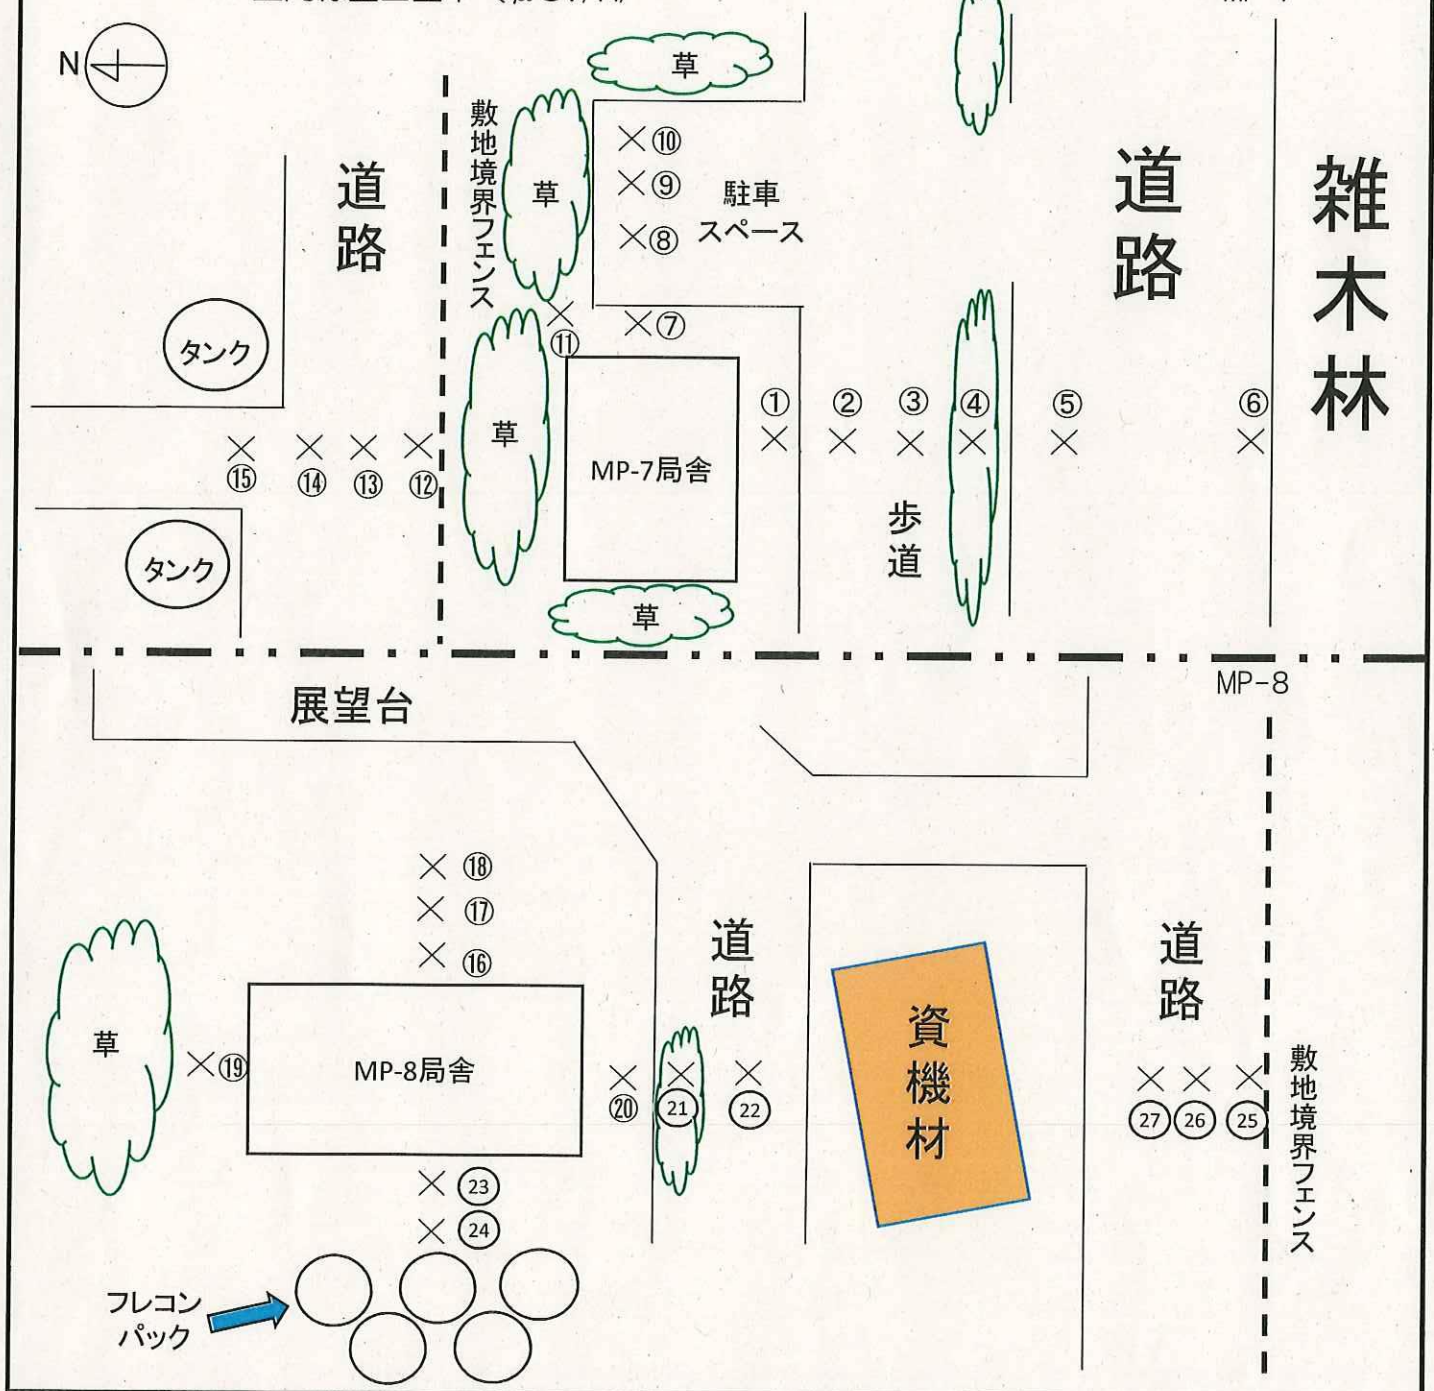 N
草
道路
敷地境界フェンス
草
×⑩
×⑨
×⑧
駐車
スペース
道路
雑木林
タンク
×
⑪
×⑦
草
MP-7局舎
①
②
③
④
⑤
⑥
×
×
×
×
×
×
×
×
×
×
⑮
⑭
⑬
⑫
歩道
タンク
草
MP-8
展望台
×⑱
×⑰
×⑯
道路
資機材
道路
草
×⑲
MP-8局舎
×
×
×
⑳
21
22
×
×
×
27
26
25
敷地境界フェンス
×23
×24
フレコン
パック